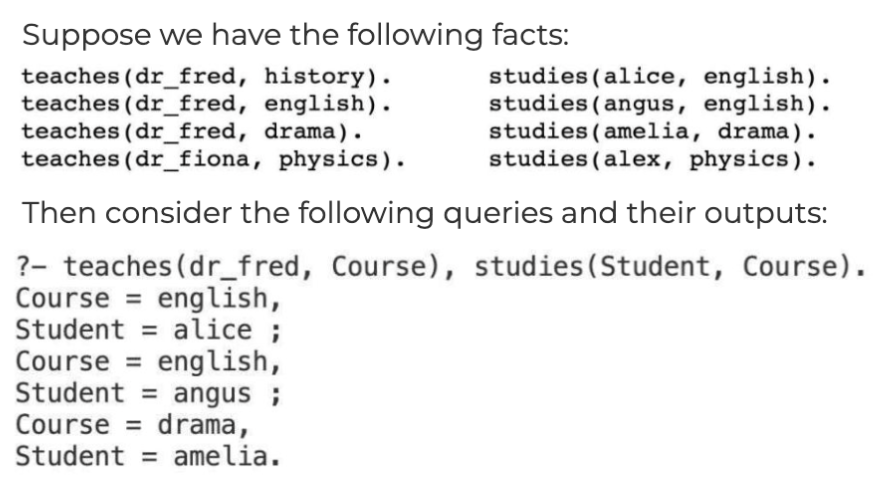 Suppose we have the following facts:
teaches(dr_fred, history). studies(alice, english).
teaches(dr_fred, english). studies(angus, english).
teaches(dr_fred, drama). studies(amelia, drama).
teaches(dr_fiona, physics). studies(alex, physics).
Then consider the following queries and their outputs:
?- teaches(dr_fred, Course), studies(Student, Course).
Course = english,
Student = alice ;
Course = english,
Student = angus ;
Course = drama,
Student = amelia.